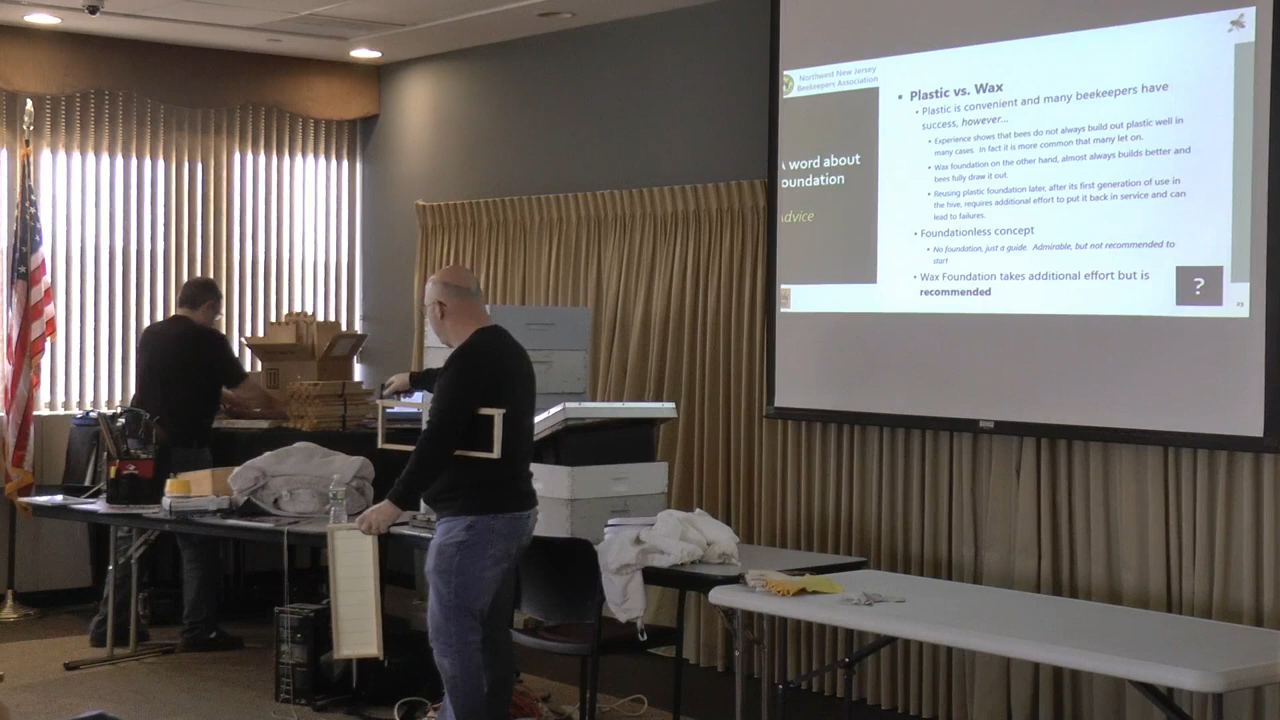 Northwest New Jersey
Beekeepers Association
A word about
oundation
Advice
Plastic vs. Wax
Plastic is convenient and many beekeepers have
success, however...
Experience shows that bees do not always build out plastic well in
many cases. In fact it is more common that many let on.
Wax foundation on the other hand, almost always builds better and
bees fully draw it out.
Reusing plastic foundation later, after its first generation of use in
the hive, requires additional effort to put it back in service and can
lead to failures.
Foundationless concept
No foundation, just a guide. Admirable, but not recommended to
start
Wax Foundation takes additional effort but is
recommended
?
23